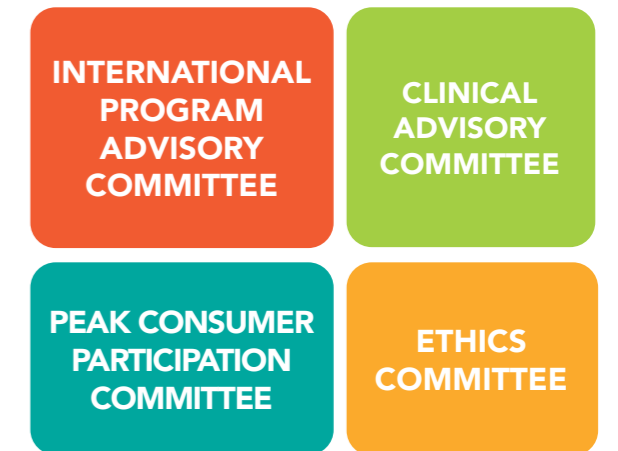 INTERNATIONAL
PROGRAM
ADVISORY
COMMITTEE
CLINICAL
ADVISORY
COMMITTEE
PEAK CONSUMER
PARTICIPATION
COMMITTEE
ETHICS
COMMITTEE